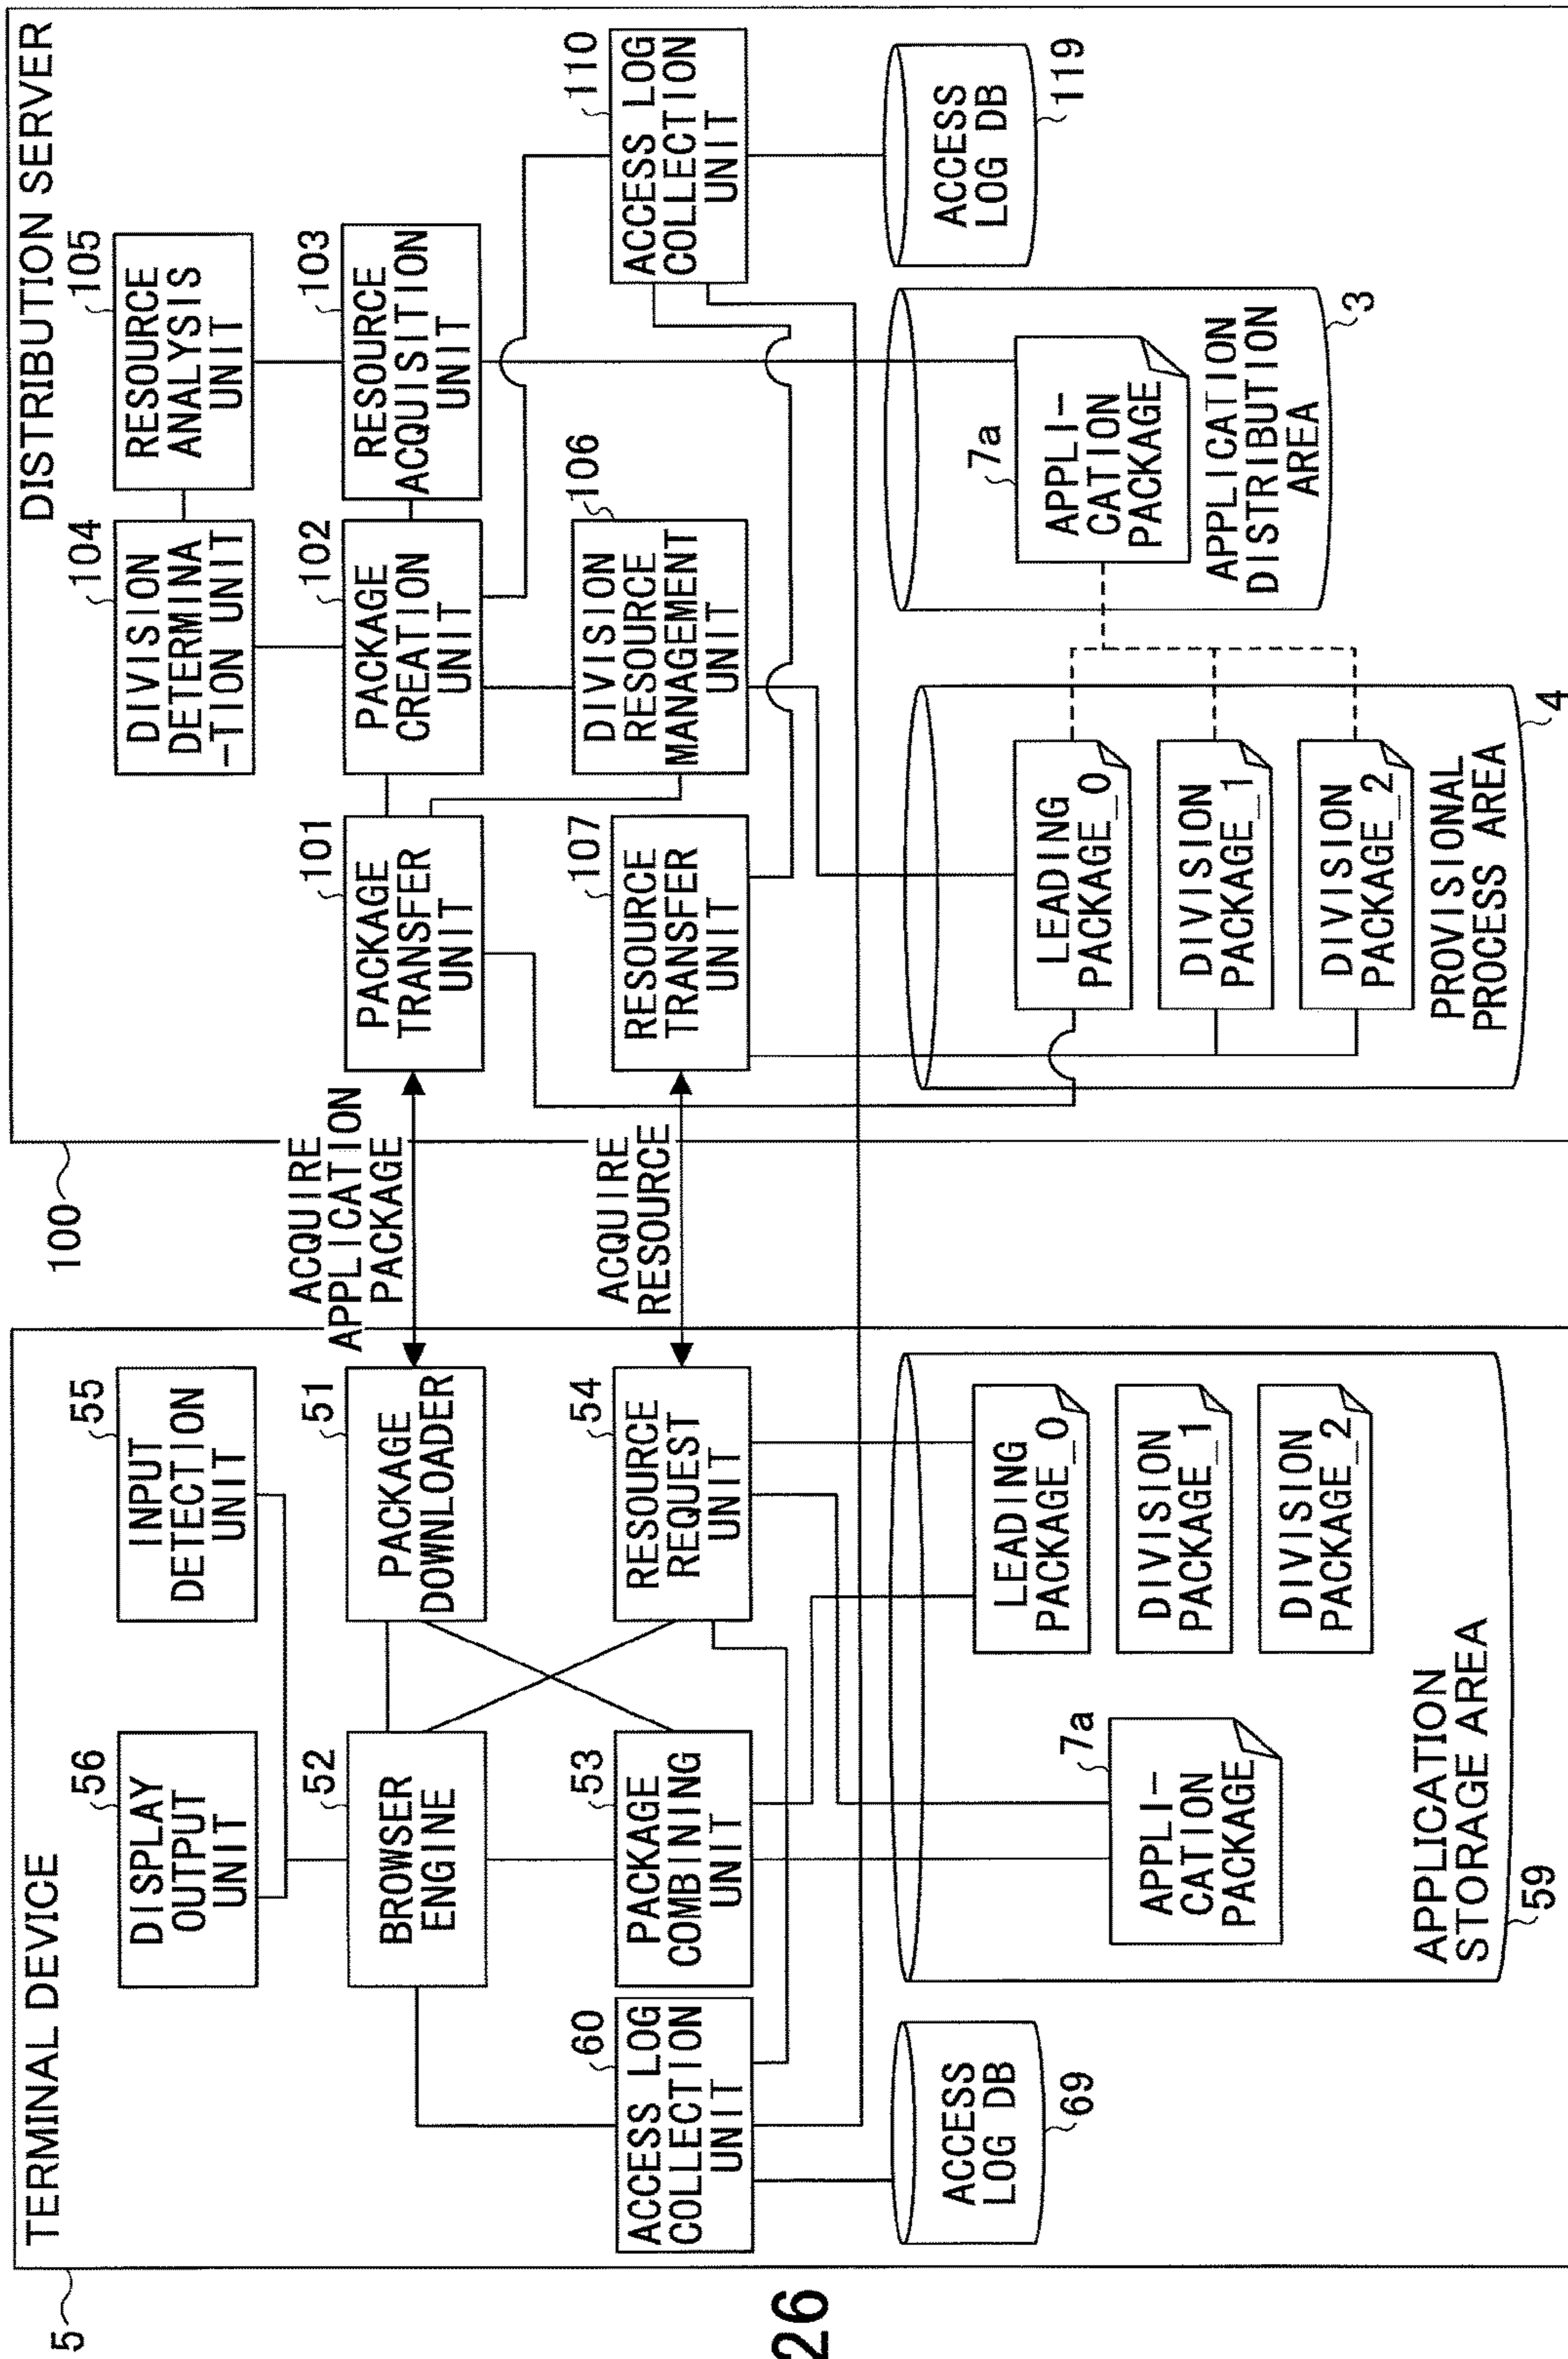 26
5
TERMINAL DEVICE
56
DISPLAY
OUTPUT
UNIT
55
INPUT
DETECTION
UNIT
52
BROWSER
ENGINE
51
PACKAGE
DOWNLOADER
60
ACCESS LOG
COLLECTION
UNIT
53
PACKAGE
COMBINING
UNIT
54
RESOURCE
REQUEST
UNIT
ACCESS
LOG DB
69
7a
APPLI-
CATION
PACKAGE
LEADING
PACKAGE_0
DIVISION
PACKAGE_1
DIVISION
PACKAGE_2
APPLICATION
STORAGE AREA
59
ACQUIRE
APPLICATION
PACKAGE
ACQUIRE
RESOURCE
100
DISTRIBUTION SERVER
104
DIVISION
DETERMINA
-TION UNIT
105
RESOURCE
ANALYSIS
UNIT
101
PACKAGE
TRANSFER
UNIT
102
PACKAGE
CREATION
UNIT
103
RESOURCE
ACQUISITION
UNIT
107
RESOURCE
TRANSFER
UNIT
106
DIVISION
RESOURCE
MANAGEMENT
UNIT
110
ACCESS LOG
COLLECTION
UNIT
LEADING
PACKAGE_0
DIVISION
PACKAGE_1
DIVISION
PACKAGE_2
PROVISIONAL
PROCESS AREA
4
7a
APPLI-
CATION
PACKAGE
APPLICATION
DISTRIBUTION
AREA
3
ACCESS
LOG DB
119